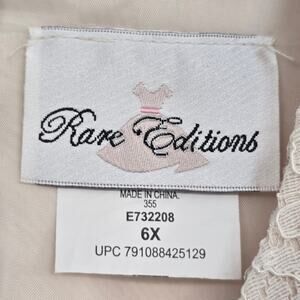 Rare Editions
MADE IN CHINA.
355
E732208
6X
UPC 791088425129